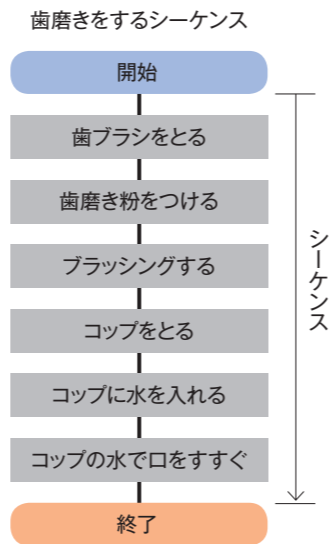 歯磨きをするシーケンス
開始
歯ブラシをとる
歯磨き粉をつける
ブラッシングする
コップをとる
コップに水を入れる
コップの水で口をすすぐ
終了
シーケンス